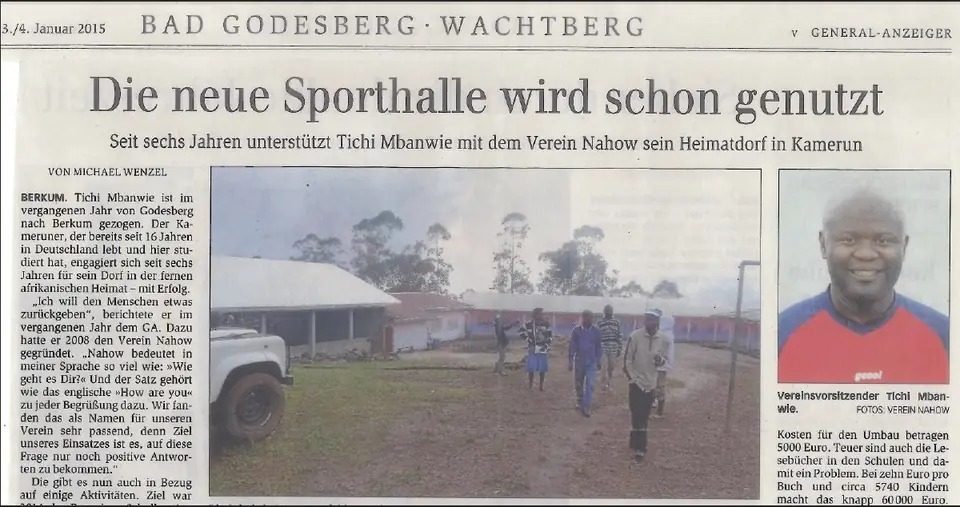 3./4. Januar 2015
BAD GODESBERG · WACHTBERG
v GENERAL-ANZEIGER
Die neue Sporthalle wird schon genutzt
Seit sechs Jahren unterstützt Tichi Mbanwie mit dem Verein Nahow sein Heimatdorf in Kamerun
VON MICHAEL WENZEL
BERKUM. Tichi Mbanwie ist im
vergangenen Jahr von Godesberg
nach Berkum gezogen. Der Ka-
meruner, der bereits seit 16 Jahren
in Deutschland lebt und hier stu-
diert hat, engagiert sich seit sechs
Jahren für sein Dorf in der fernen
afrikanischen Heimat – mit Erfolg.
„Ich will den Menschen etwas
zurückgeben“, berichtete er im
vergangenen Jahr dem GA. Dazu
hatte er 2008 den Verein Nahow
gegründet. „Nahow bedeutet in
meiner Sprache so viel wie: »Wie
geht es Dir?« Und der Satz gehört
wie das englische »How are you«
zu jeder Begrüßung dazu. Wir fan-
den das als Namen für unseren
Verein sehr passend, denn Ziel
unseres Einsatzes ist es, auf diese
Frage nur noch positive Antwor-
ten zu bekommen.“
Die gibt es nun auch in Bezug
auf einige Aktivitäten. Ziel war
goool
Vereinsvorsitzender Tichi Mban-
wie.
FOTOS: VEREIN NAHOW
Kosten für den Umbau betragen
5000 Euro. Teuer sind auch die Le-
sebücher in den Schulen und da-
mit ein Problem. Bei zehn Euro pro
Buch und circa 5740 Kindern
macht das knapp 60 000 Euro.